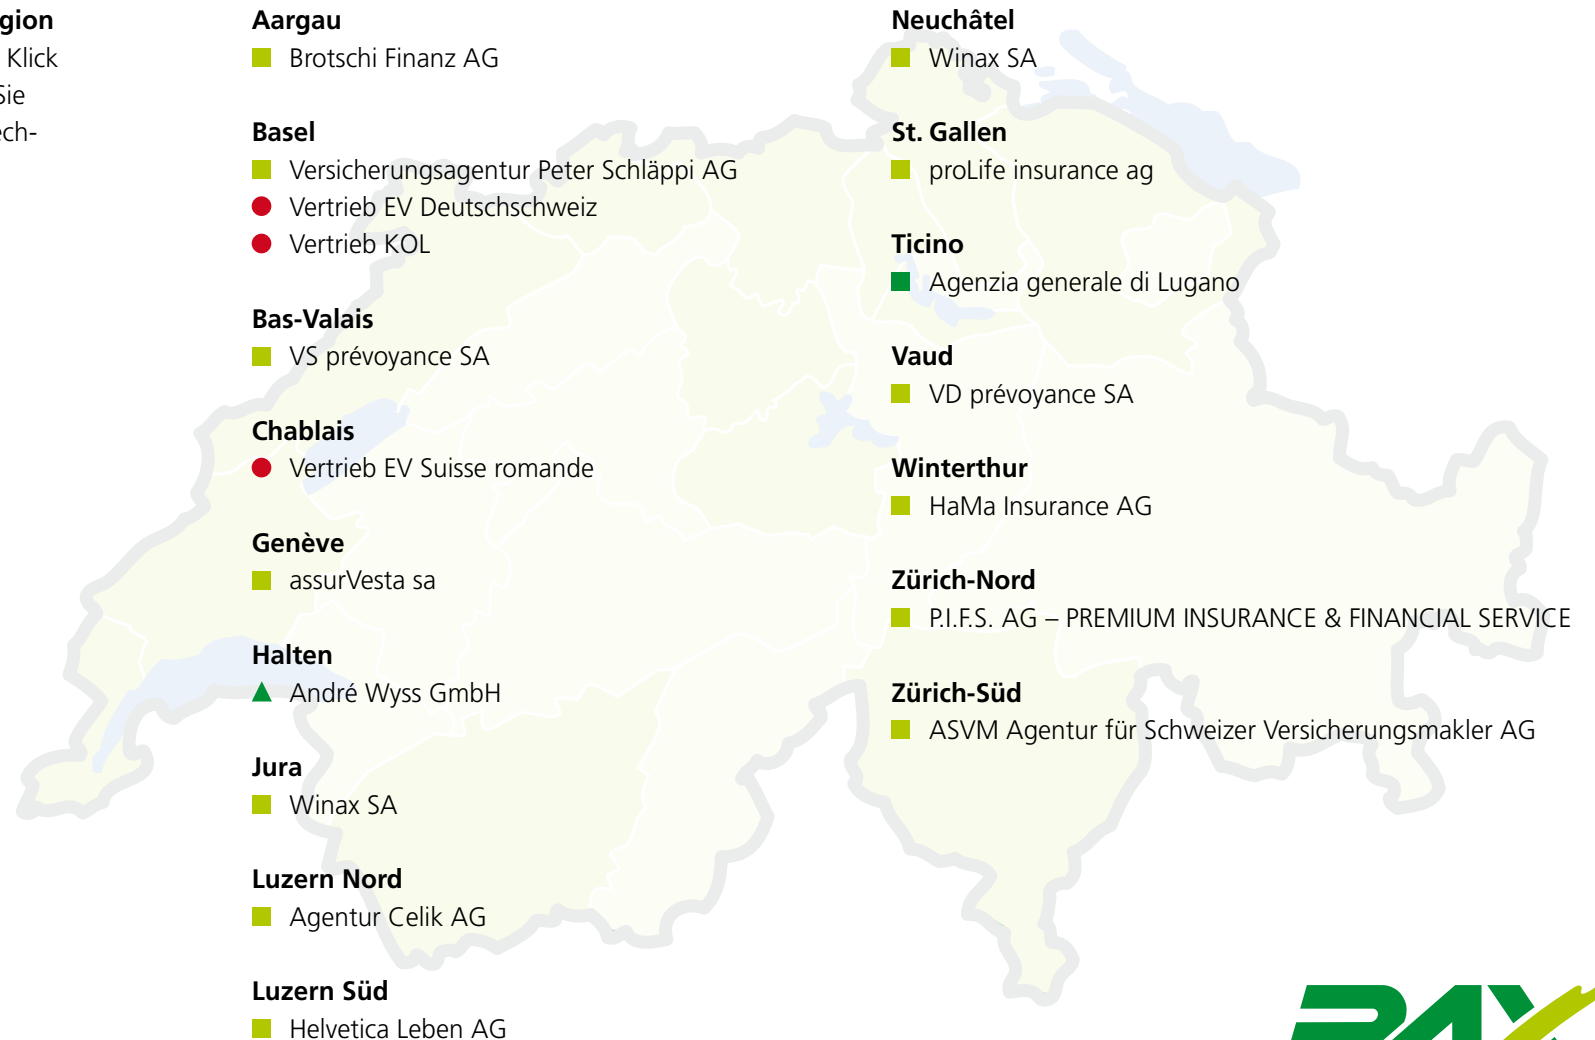 gion
Klick
Sie
ech-
Aargau
Brotschi Finanz AG
Basel
Versicherungsagentur Peter Schläppi AG
Vertrieb EV Deutschschweiz
Vertrieb KOL
Bas-Valais
VS prévoyance SA
Chablais
Vertrieb EV Suisse romande
Genève
assurVesta sa
Halten
André Wyss GmbH
Jura
Winax SA
Luzern Nord
Agentur Celik AG
Luzern Süd
Helvetica Leben AG
Neuchâtel
Winax SA
St. Gallen
proLife insurance ag
Ticino
Agenzia generale di Lugano
Vaud
VD prévoyance SA
Winterthur
HaMa Insurance AG
Zürich-Nord
P.I.F.S. AG – PREMIUM INSURANCE & FINANCIAL SERVICE
Zürich-Süd
ASVM Agentur für Schweizer Versicherungsmakler AG
PAX